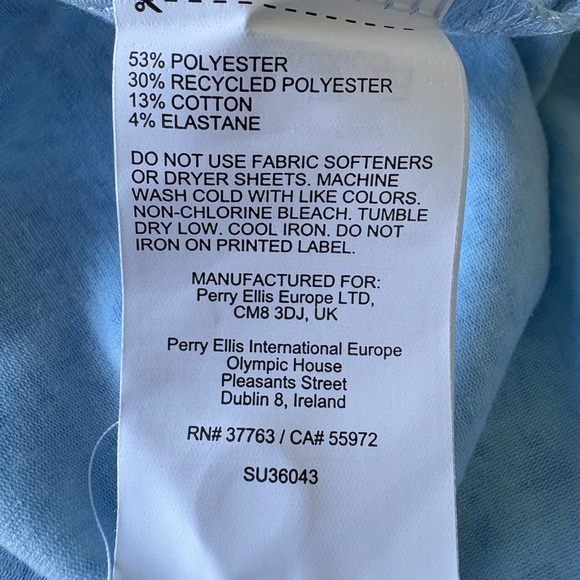 53% POLYESTER
30% RECYCLED POLYESTER
13% COTTON
4% ELASTANE
DO NOT USE FABRIC SOFTENERS
OR DRYER SHEETS. MACHINE
WASH COLD WITH LIKE COLORS.
NON-CHLORINE BLEACH. TUMBLE
DRY LOW. COOL IRON. DO NOT
IRON ON PRINTED LABEL.
MANUFACTURED FOR:
Perry Ellis Europe LTD,
CM8 3DJ, UK
Perry Ellis International Europe
Olympic House
Pleasants Street
Dublin 8, Ireland
RN# 37763 / CA# 55972
SU36043